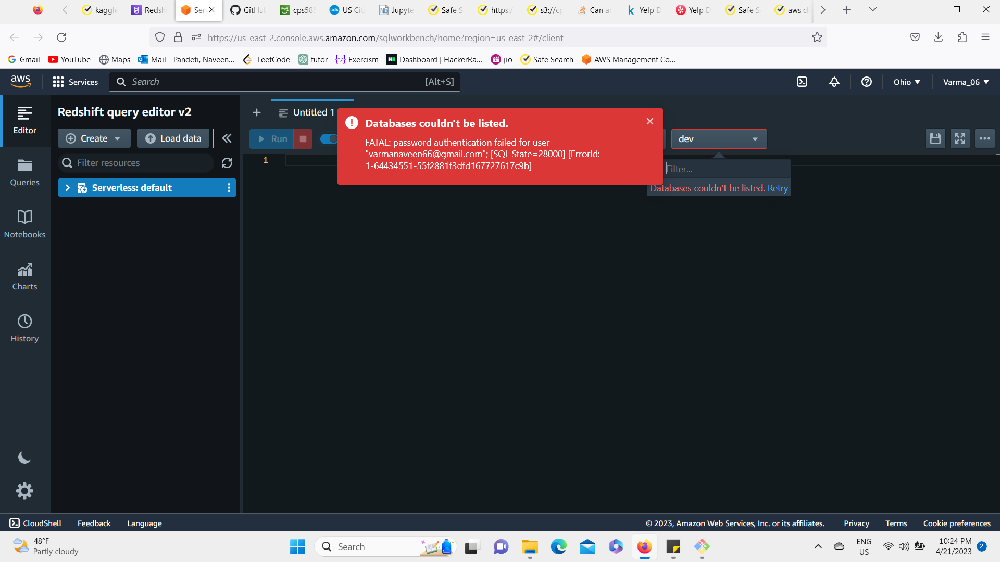 kaggle
Redsh
Ser
GitHu
cps585
US Cit
Jupyte
Safe S
https:/
s3://cp
Can a
Yelp D
Yelp D
Safe S
aws cl
https://us-east-2.console.aws.amazon.com/sqlworkbench/home?region=us-east-2#/client
Gmail YouTube Maps Mail - Pandeti, Naveen... LeetCode tutor Exercism Dashboard | HackerRa... jio Safe Search AWS Management Co...
aws Services Search [Alt+S] Ohio Varma_06
Editor
Queries
Notebooks
Charts
History
Redshift query editor v2
Create Load data
Filter resources
Serverless: default
Untitled 1
Run
1
Databases couldn't be listed.
FATAL: password authentication failed for user
"varmanaveen66@gmail.com"; [SQL State=28000] [ErrorId:
1-64434551-55f2881f3dfd167727617c9b]
dev
Filter...
Databases couldn't be listed. Retry
CloudShell Feedback Language © 2023, Amazon Web Services, Inc. or its affiliates. Privacy Terms Cookie preferences
48°F
Partly cloudy
Search
ENG
US
10:24 PM
4/21/2023
2